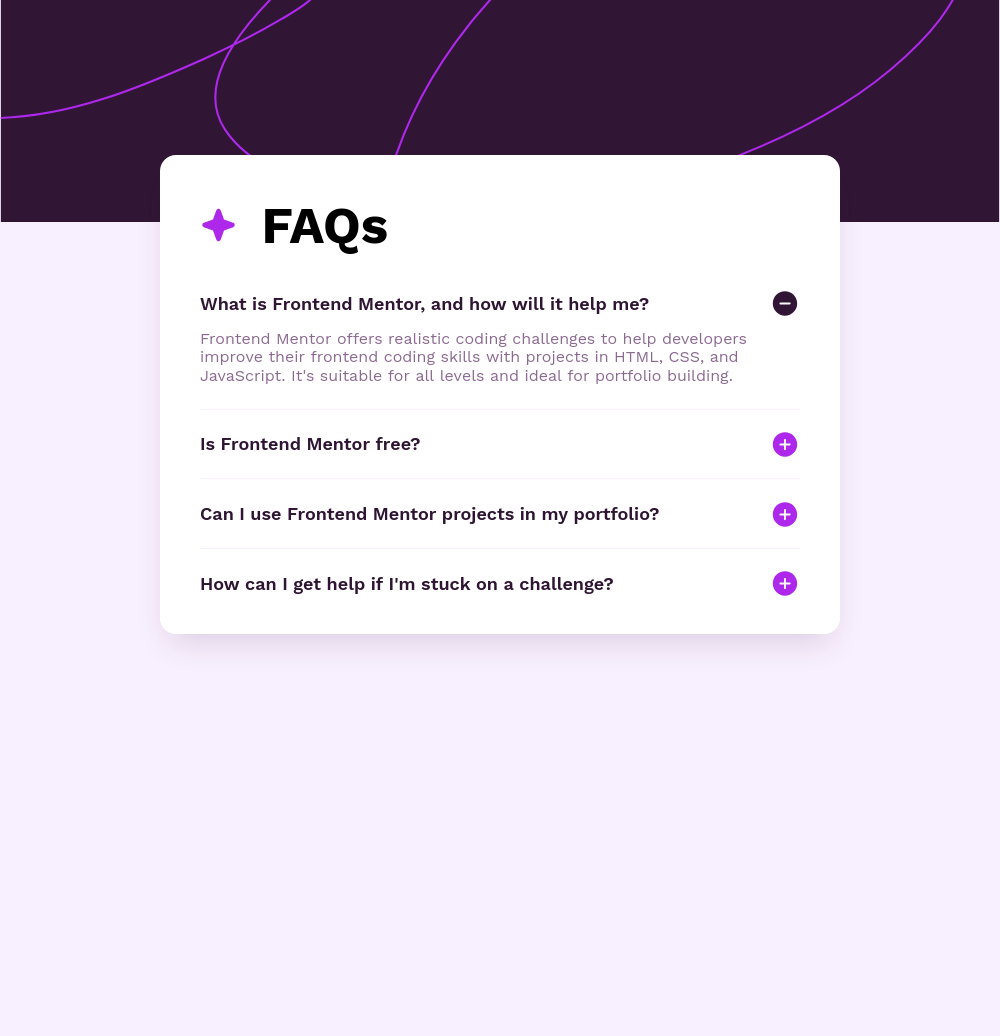 FAQs
What is Frontend Mentor, and how will it help me?
Frontend Mentor offers realistic coding challenges to help developers
improve their frontend coding skills with projects in HTML, CSS, and
JavaScript. It's suitable for all levels and ideal for portfolio building.
Is Frontend Mentor free?
Can I use Frontend Mentor projects in my portfolio?
How can I get help if I'm stuck on a challenge?